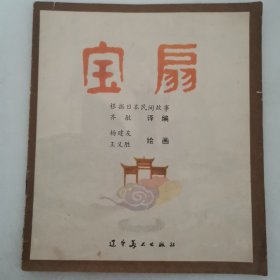 宝扇
根据日本民间故事
齐敏 译编
杨建友
王义胜 绘画
辽宁美术出版社